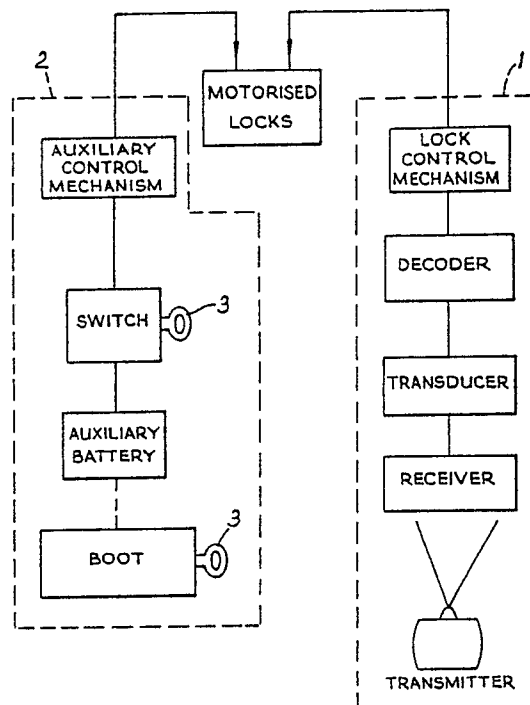 2
1
MOTORISED
LOCKS
AUXILIARY
CONTROL
MECHANISM
LOCK
CONTROL
MECHANISM
DECODER
SWITCH
3
TRANSDUCER
AUXILIARY
BATTERY
RECEIVER
3
BOOT
TRANSMITTER